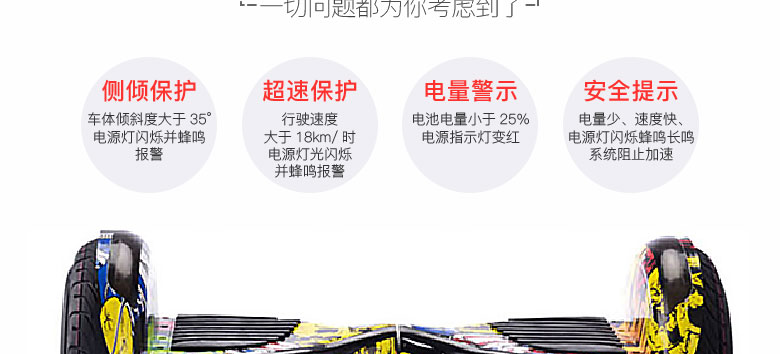 一切问题都为你考虑到了
侧倾保护
车体倾斜度大于 35°
电源灯闪烁并蜂鸣
报警
超速保护
行驶速度
大于 18km/ 时
电源灯光闪烁
并蜂鸣报警
电量警示
电池电量小于 25%
电源指示灯变红
安全提示
电量少、速度快、
电源灯闪烁蜂鸣长鸣
系统阻止加速